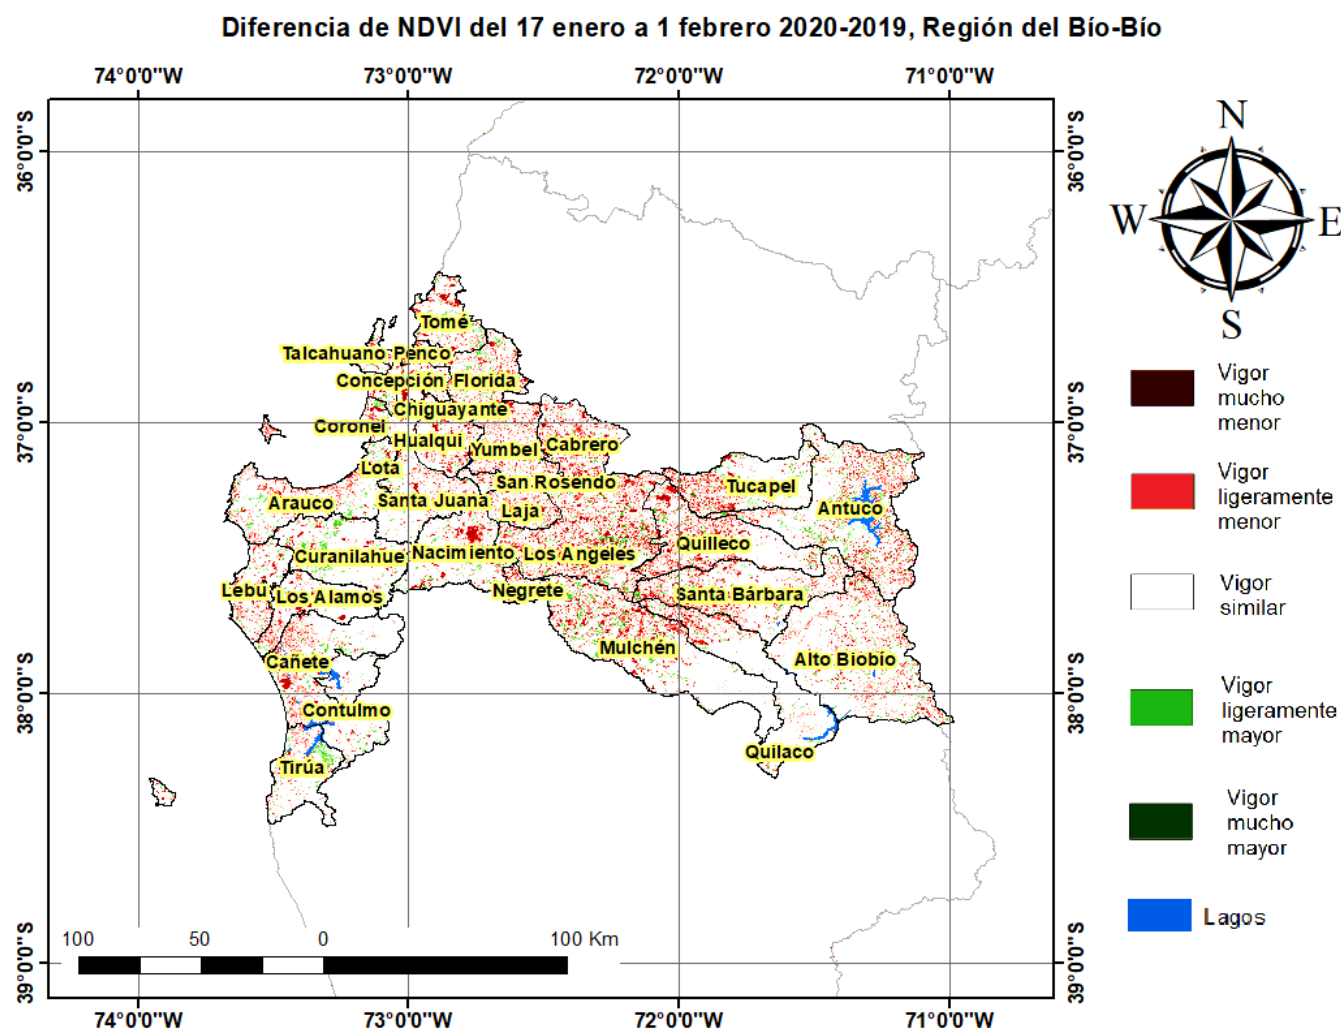 Diferencia de NDVI del 17 enero a 1 febrero 2020-2019, Región del Bío-Bío
74°0'0"W 73°0'0"W 72°0'0"W 71°0'0"W
36°0'0"S 36°0'0"S
37°0'0"S 37°0'0"S
38°0'0"S 38°0'0"S
39°0'0"S 39°0'0"S
Tomé
Talcahuano Penco
Concepción Florida
Chiguayante
Coronel
Hualqui
Yumbel
Cabrero
Lota
San Rosendo
Tucapel
Santa Juana
Arauco
Laja
Antuco
Quilleco
Curanilahue
Nacimiento
Los Angeles
Lebu
Los Alamos
Negrete
Santa Bárbara
Mulchén
Cañete
Alto Biobío
Contulmo
Quilaco
Tirúa
100 50 0 100 Km
74°0'0"W 73°0'0"W 72°0'0"W 71°0'0"W
N
W E
S
Vigor
mucho
menor
Vigor
ligeramente
menor
Vigor
similar
Vigor
ligeramente
mayor
Vigor
mucho
mayor
Lagos